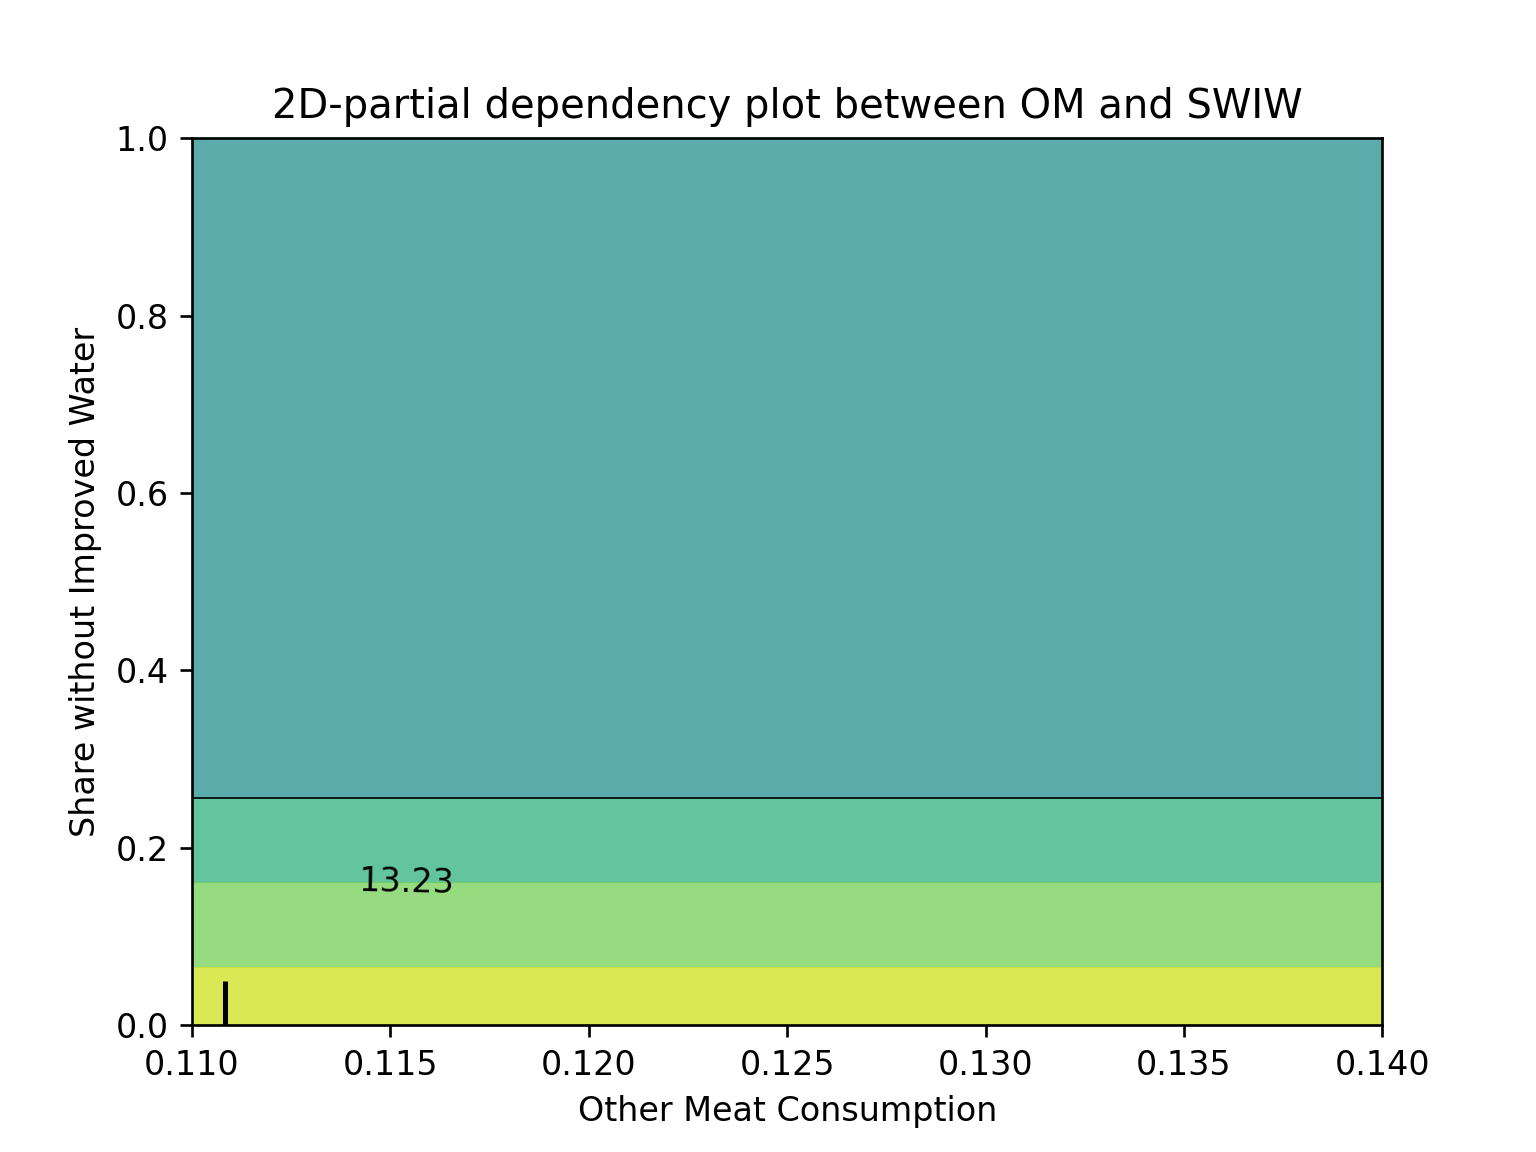 2D-partial dependency plot between OM and SWIW
1.0
0.8
0.6
0.4
0.2
0.0
Share without Improved Water
13.23
0.110 0.115 0.120 0.125 0.130 0.135 0.140
Other Meat Consumption